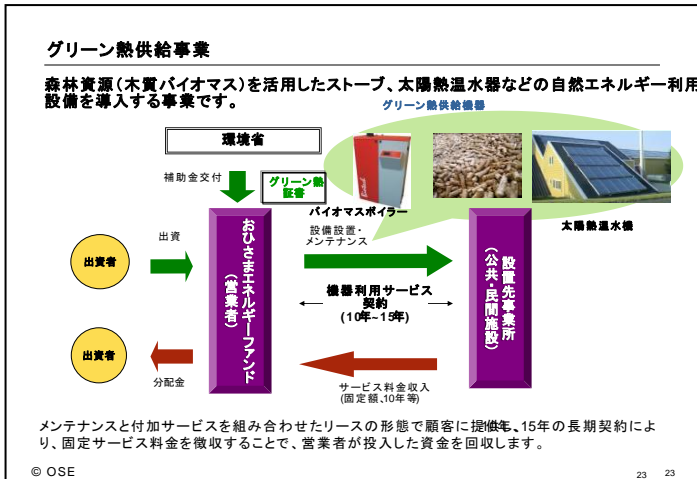 グリーン熱供給事業
森林資源(木質バイオマス)を活用したストーブ、太陽熱温水器などの自然エネルギー利用
設備を導入する事業です。
グリーン熱供給機器
環境省
補助金交付
グリーン熱
証書
バイオマスボイラー
太陽熱温水機
出資者
出資
おひさまエネルギーファンド
(営業者)
設備設置・
メンテナンス
機器利用サービス
契約
(10年~15年)
設置先事業所
(公共・民間施設)
出資者
分配金
サービス料金収入
(固定額、10年等)
メンテナンスと付加サービスを組み合わせたリースの形態で顧客に提供し、10年、15年の長期契約によ
り、固定サービス料金を徴収することで、営業者が投入した資金を回収します。
© OSE
23 23